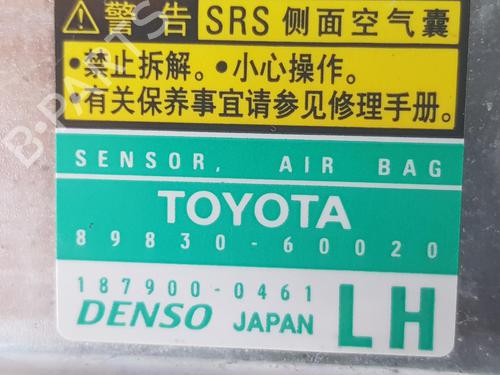 警告 SRS 侧面空气囊
•禁止拆解。•小心操作。
•有关保养事宜请参见修理手册。
SENSOR, AIR BAG
TOYOTA
89830-60020
187900-0461
DENSO JAPAN LH
B-PARTS